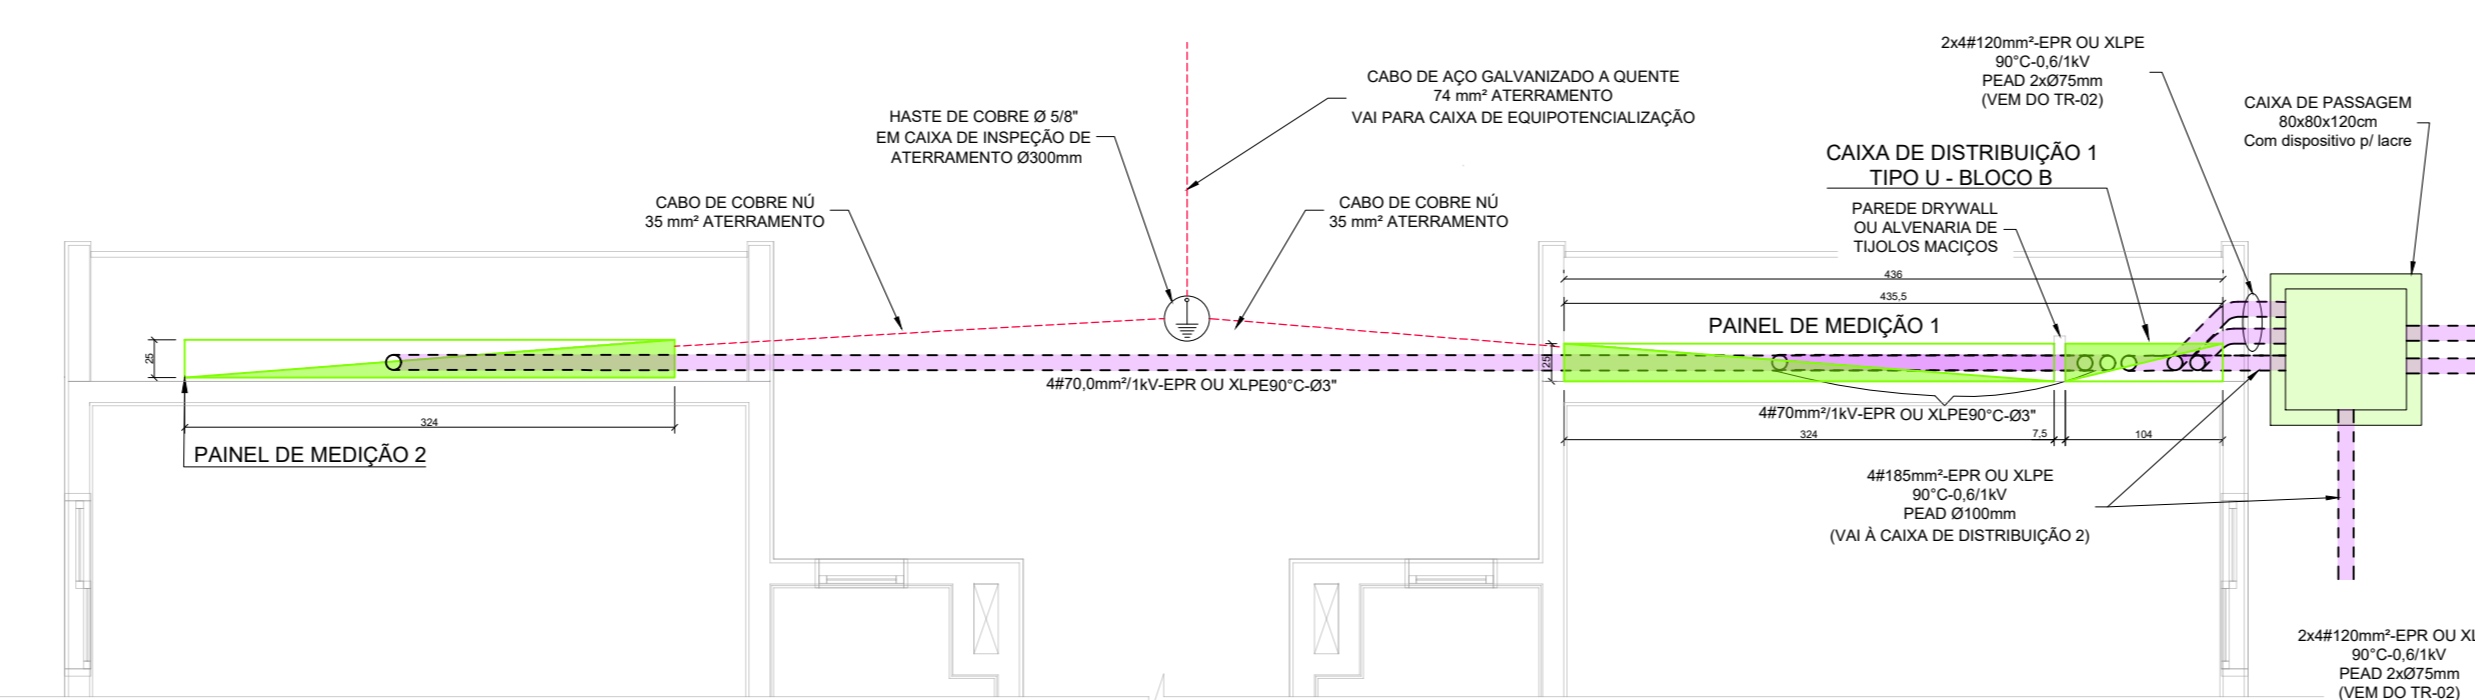 2x4#120mm²-EPR OU XLPE
90°C-0,6/1kV
PEAD 2xØ75mm
(VEM DO TR-02)
CABO DE AÇO GALVANIZADO A QUENTE
74 mm² ATERRAMENTO
VAI PARA CAIXA DE EQUIPOTENCIALIZAÇÃO
HASTE DE COBRE Ø 5/8"
EM CAIXA DE INSPEÇÃO DE
ATERRAMENTO Ø300mm
CAIXA DE PASSAGEM
80x80x120cm
Com dispositivo p/ lacre
CAIXA DE DISTRIBUIÇÃO 1
TIPO U - BLOCO B
CABO DE COBRE NÚ
35 mm² ATERRAMENTO
CABO DE COBRE NÚ
35 mm² ATERRAMENTO
PAREDE DRYWALL
OU ALVENARIA DE
TIJOLOS MACIÇOS
436
435,5
PAINEL DE MEDIÇÃO 1
25
25
4#70,0mm²/1kV-EPR OU XLPE90°C-Ø3"
4#70mm²/1kV-EPR OU XLPE90°C-Ø3"
324
324
7,5
104
PAINEL DE MEDIÇÃO 2
4#185mm²-EPR OU XLPE
90°C-0,6/1kV
PEAD Ø100mm
(VAI À CAIXA DE DISTRIBUIÇÃO 2)
2x4#120mm²-EPR OU XL
90°C-0,6/1kV
PEAD 2xØ75mm
(VEM DO TR-02)